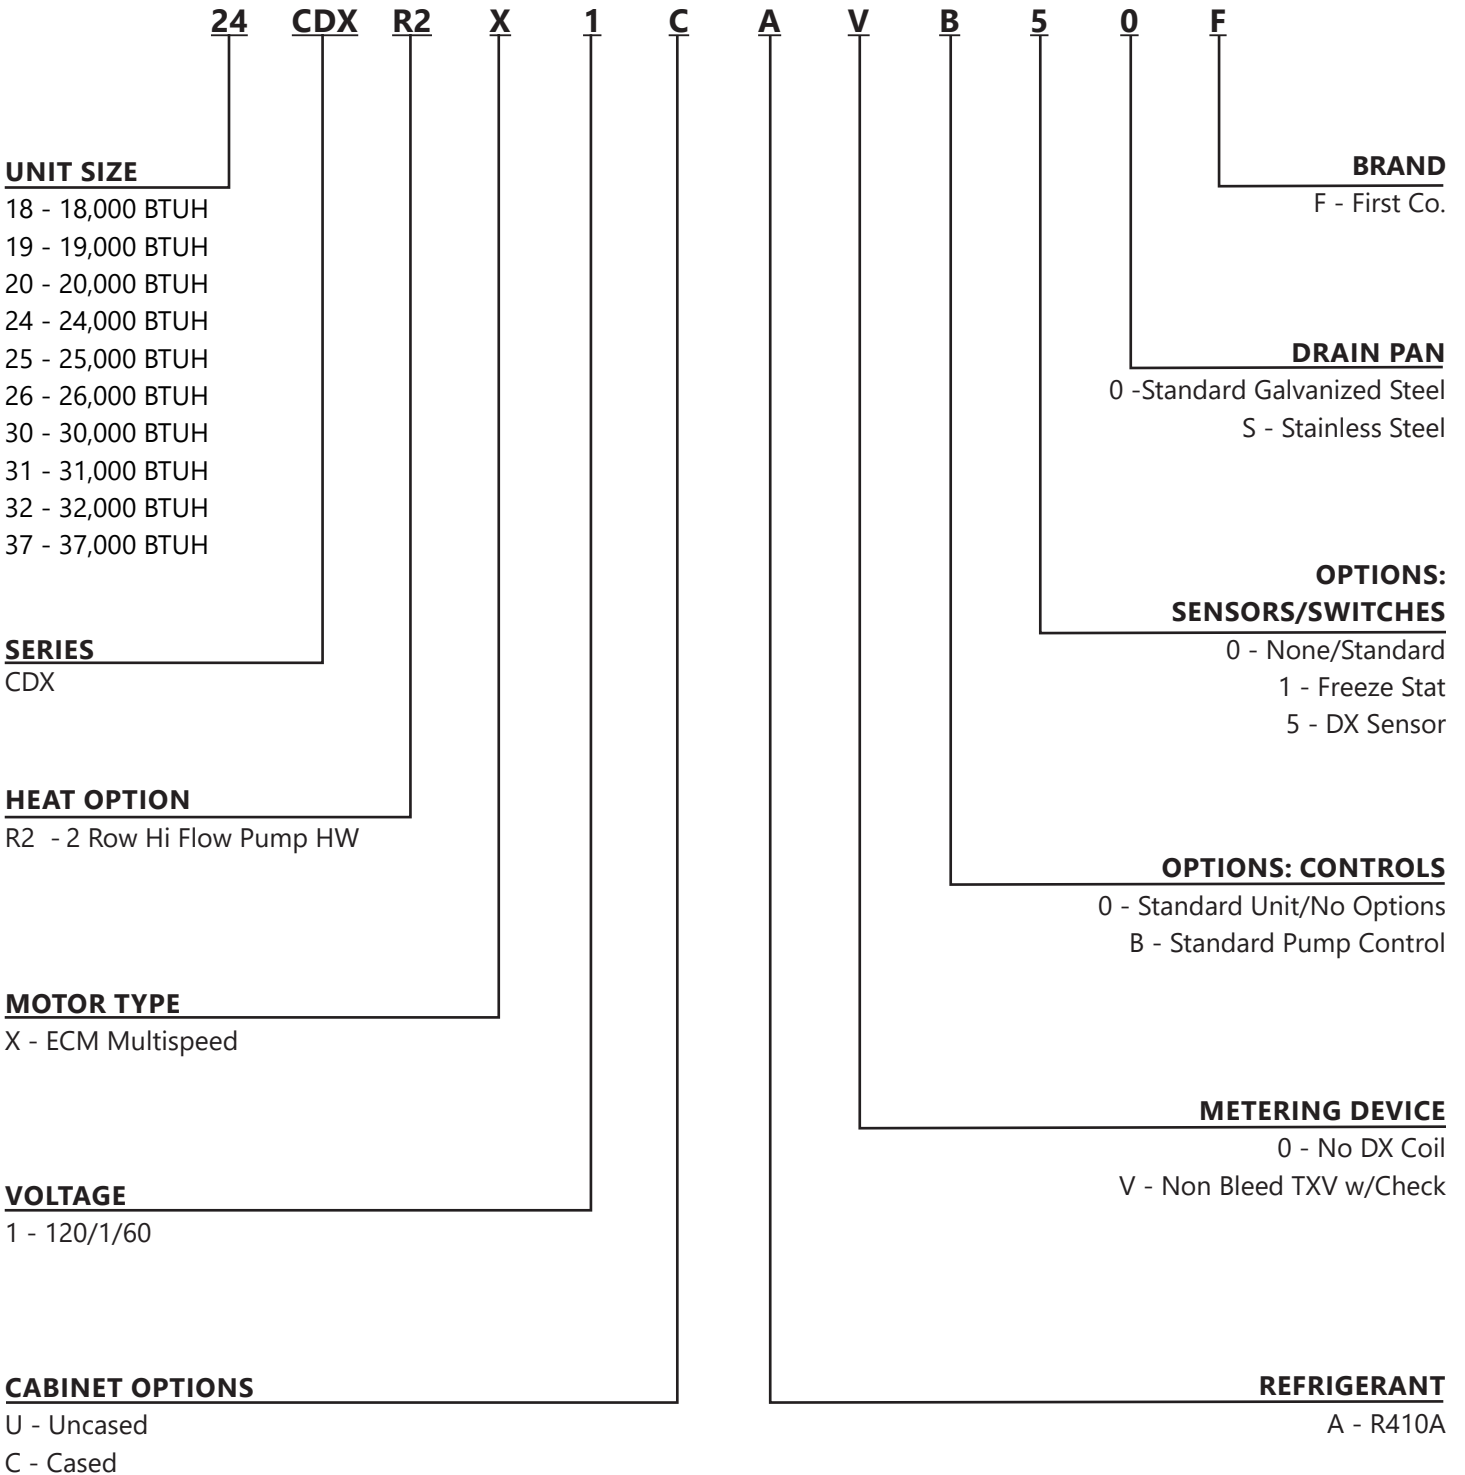 24 CDX R2 X 1 C A V B 5 0 F
UNIT SIZE
18 - 18,000 BTUH
19 - 19,000 BTUH
20 - 20,000 BTUH
24 - 24,000 BTUH
25 - 25,000 BTUH
26 - 26,000 BTUH
30 - 30,000 BTUH
31 - 31,000 BTUH
32 - 32,000 BTUH
37 - 37,000 BTUH
SERIES
CDX
HEAT OPTION
R2 - 2 Row Hi Flow Pump HW
MOTOR TYPE
X - ECM Multispeed
VOLTAGE
1 - 120/1/60
CABINET OPTIONS
U - Uncased
C - Cased
BRAND
F - First Co.
DRAIN PAN
0 -Standard Galvanized Steel
S - Stainless Steel
OPTIONS:
SENSORS/SWITCHES
0 - None/Standard
1 - Freeze Stat
5 - DX Sensor
OPTIONS: CONTROLS
0 - Standard Unit/No Options
B - Standard Pump Control
METERING DEVICE
0 - No DX Coil
V - Non Bleed TXV w/Check
REFRIGERANT
A - R410A